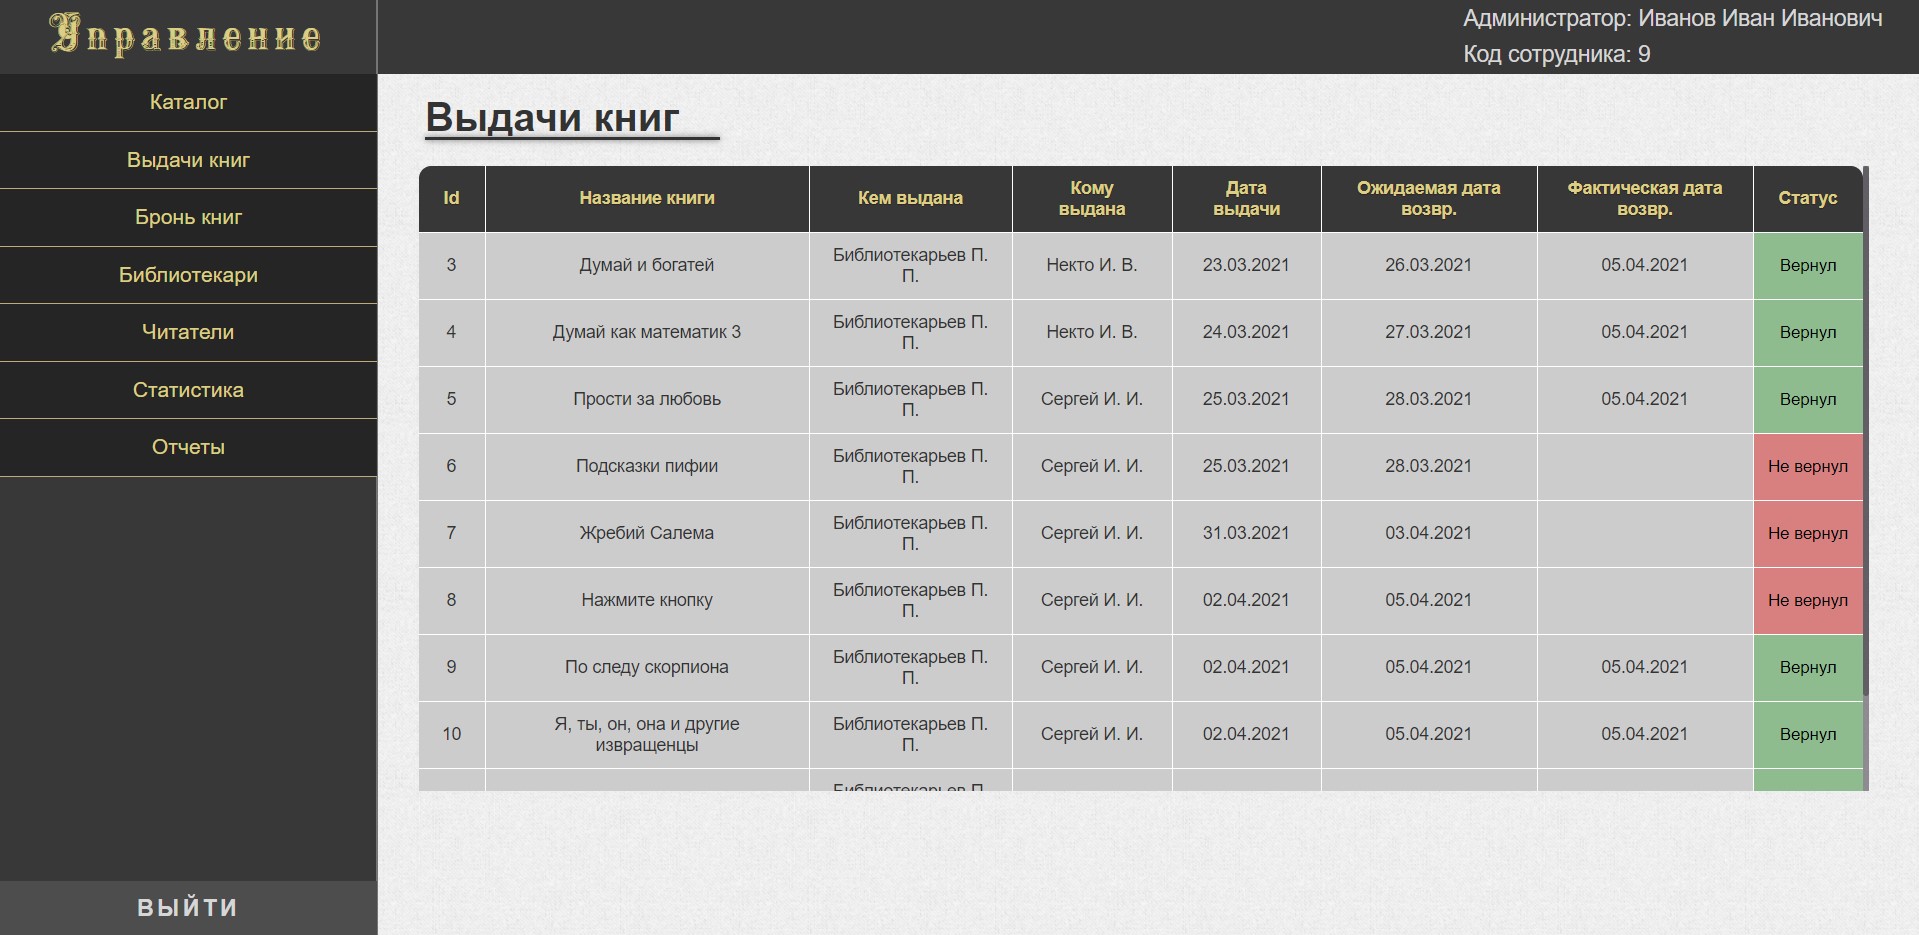 Управление
Администратор: Иванов Иван Иванович
Код сотрудника: 9
Каталог
Выдачи книг
Бронь книг
Библиотекари
Читатели
Статистика
Отчеты
ВЫЙТИ
Выдачи книг
Id Название книги Кем выдана Кому выдана Дата выдачи Ожидаемая дата возвр. Фактическая дата возвр. Статус
3 Думай и богатей Библиотекарьев П. П. Некто И. В. 23.03.2021 26.03.2021 05.04.2021 Вернул
4 Думай как математик 3 Библиотекарьев П. П. Некто И. В. 24.03.2021 27.03.2021 05.04.2021 Вернул
5 Прости за любовь Библиотекарьев П. П. Сергей И. И. 25.03.2021 28.03.2021 05.04.2021 Вернул
6 Подсказки пифии Библиотекарьев П. П. Сергей И. И. 25.03.2021 28.03.2021 Не вернул
7 Жребий Салема Библиотекарьев П. П. Сергей И. И. 31.03.2021 03.04.2021 Не вернул
8 Нажмите кнопку Библиотекарьев П. П. Сергей И. И. 02.04.2021 05.04.2021 Не вернул
9 По следу скорпиона Библиотекарьев П. П. Сергей И. И. 02.04.2021 05.04.2021 05.04.2021 Вернул
10 Я, ты, он, она и другие извращенцы Библиотекарьев П. П. Сергей И. И. 02.04.2021 05.04.2021 05.04.2021 Вернул
Библиотекарьев П.